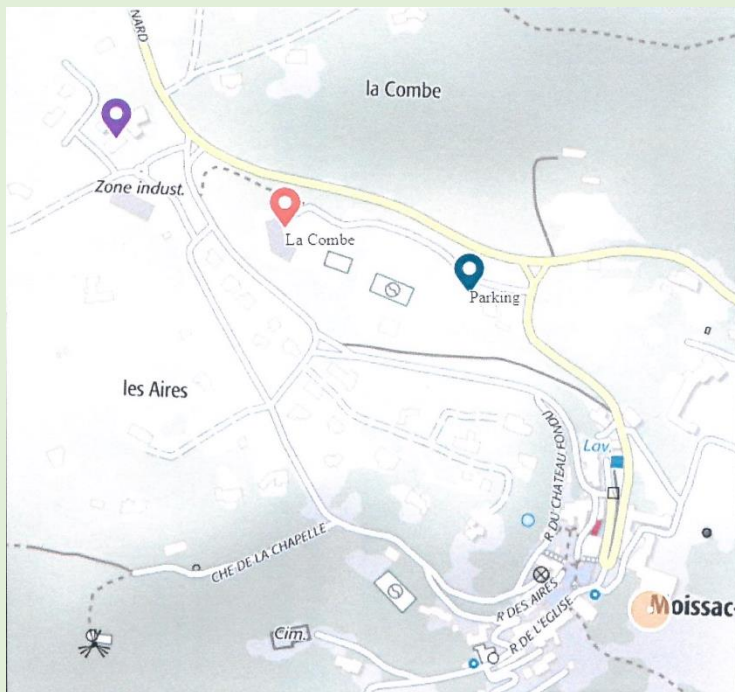 NARD
la Combe
Zone indust.
La Combe
Parking
les Aires
R DU CHATEAU FONDU
Lav.
CHE DE LA CHAPELLE
R DES AIRES
Moissac-
R DE L'EGLISE
Cim.